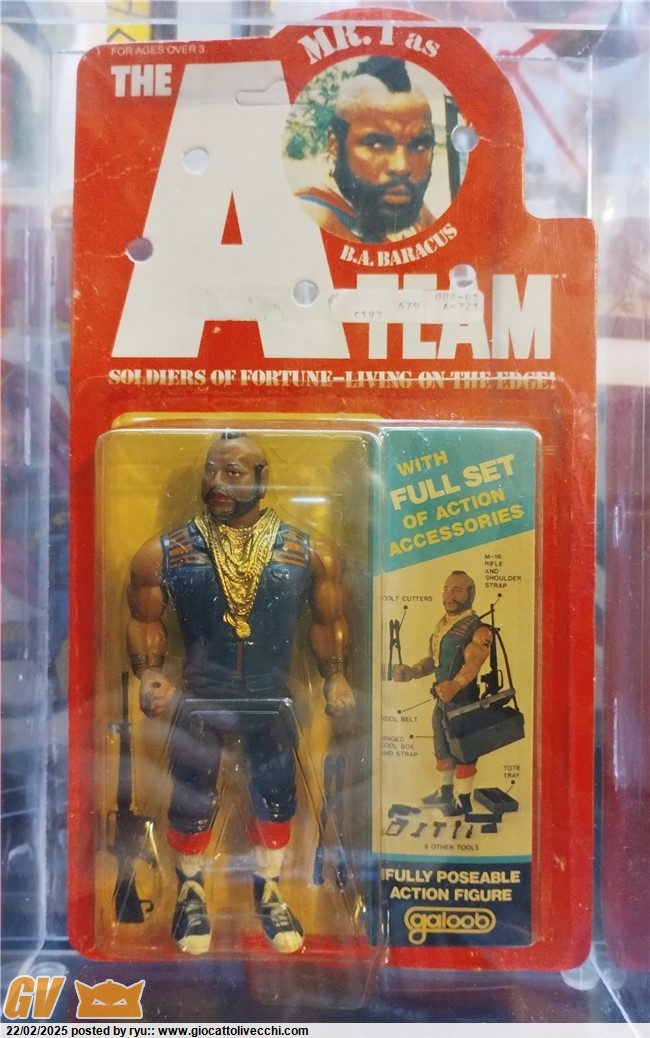 FOR AGES OVER 3
MR. T as
THE
A
B.A. BARACUS
TEAM
SOLDIERS OF FORTUNE—LIVING ON THE EDGE!
WITH
FULL SET
OF ACTION
ACCESSORIES
M-16
RIFLE
AND
SHOULDER
STRAP
BOLT CUTTERS
TOOL BELT
HINGED
TOOL BOX
AND STRAP
TOTE
TRAY
6 OTHER TOOLS
FULLY POSEABLE
ACTION FIGURE
galoob
GV
22/02/2025 posted by ryu:: www.giocattolivecchi.com